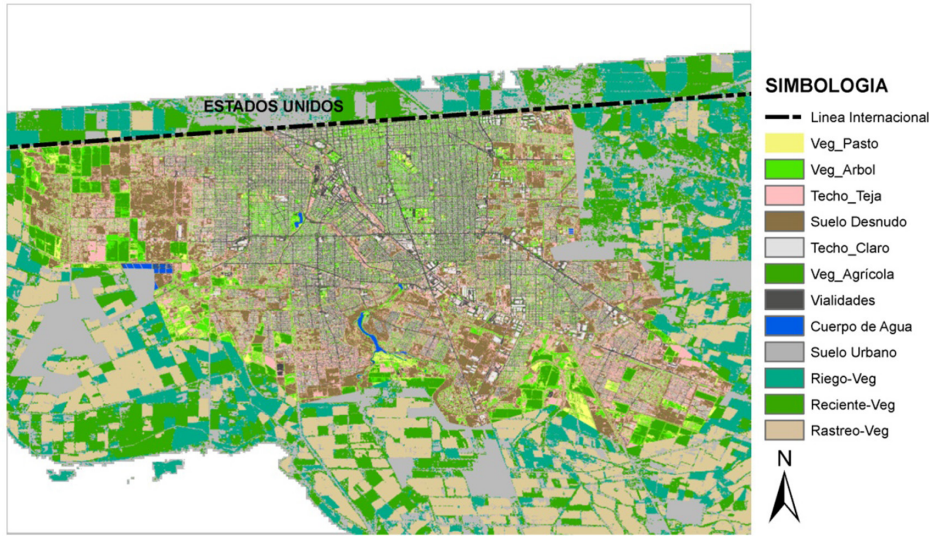 ESTADOS UNIDOS
SIMBOLOGIA
Linea Internacional
Veg_Pasto
Veg_Arbol
Techo_Teja
Suelo Desnudo
Techo_Claro
Veg_Agrícola
Vialidades
Cuerpo de Agua
Suelo Urbano
Riego-Veg
Reciente-Veg
Rastreo-Veg
N